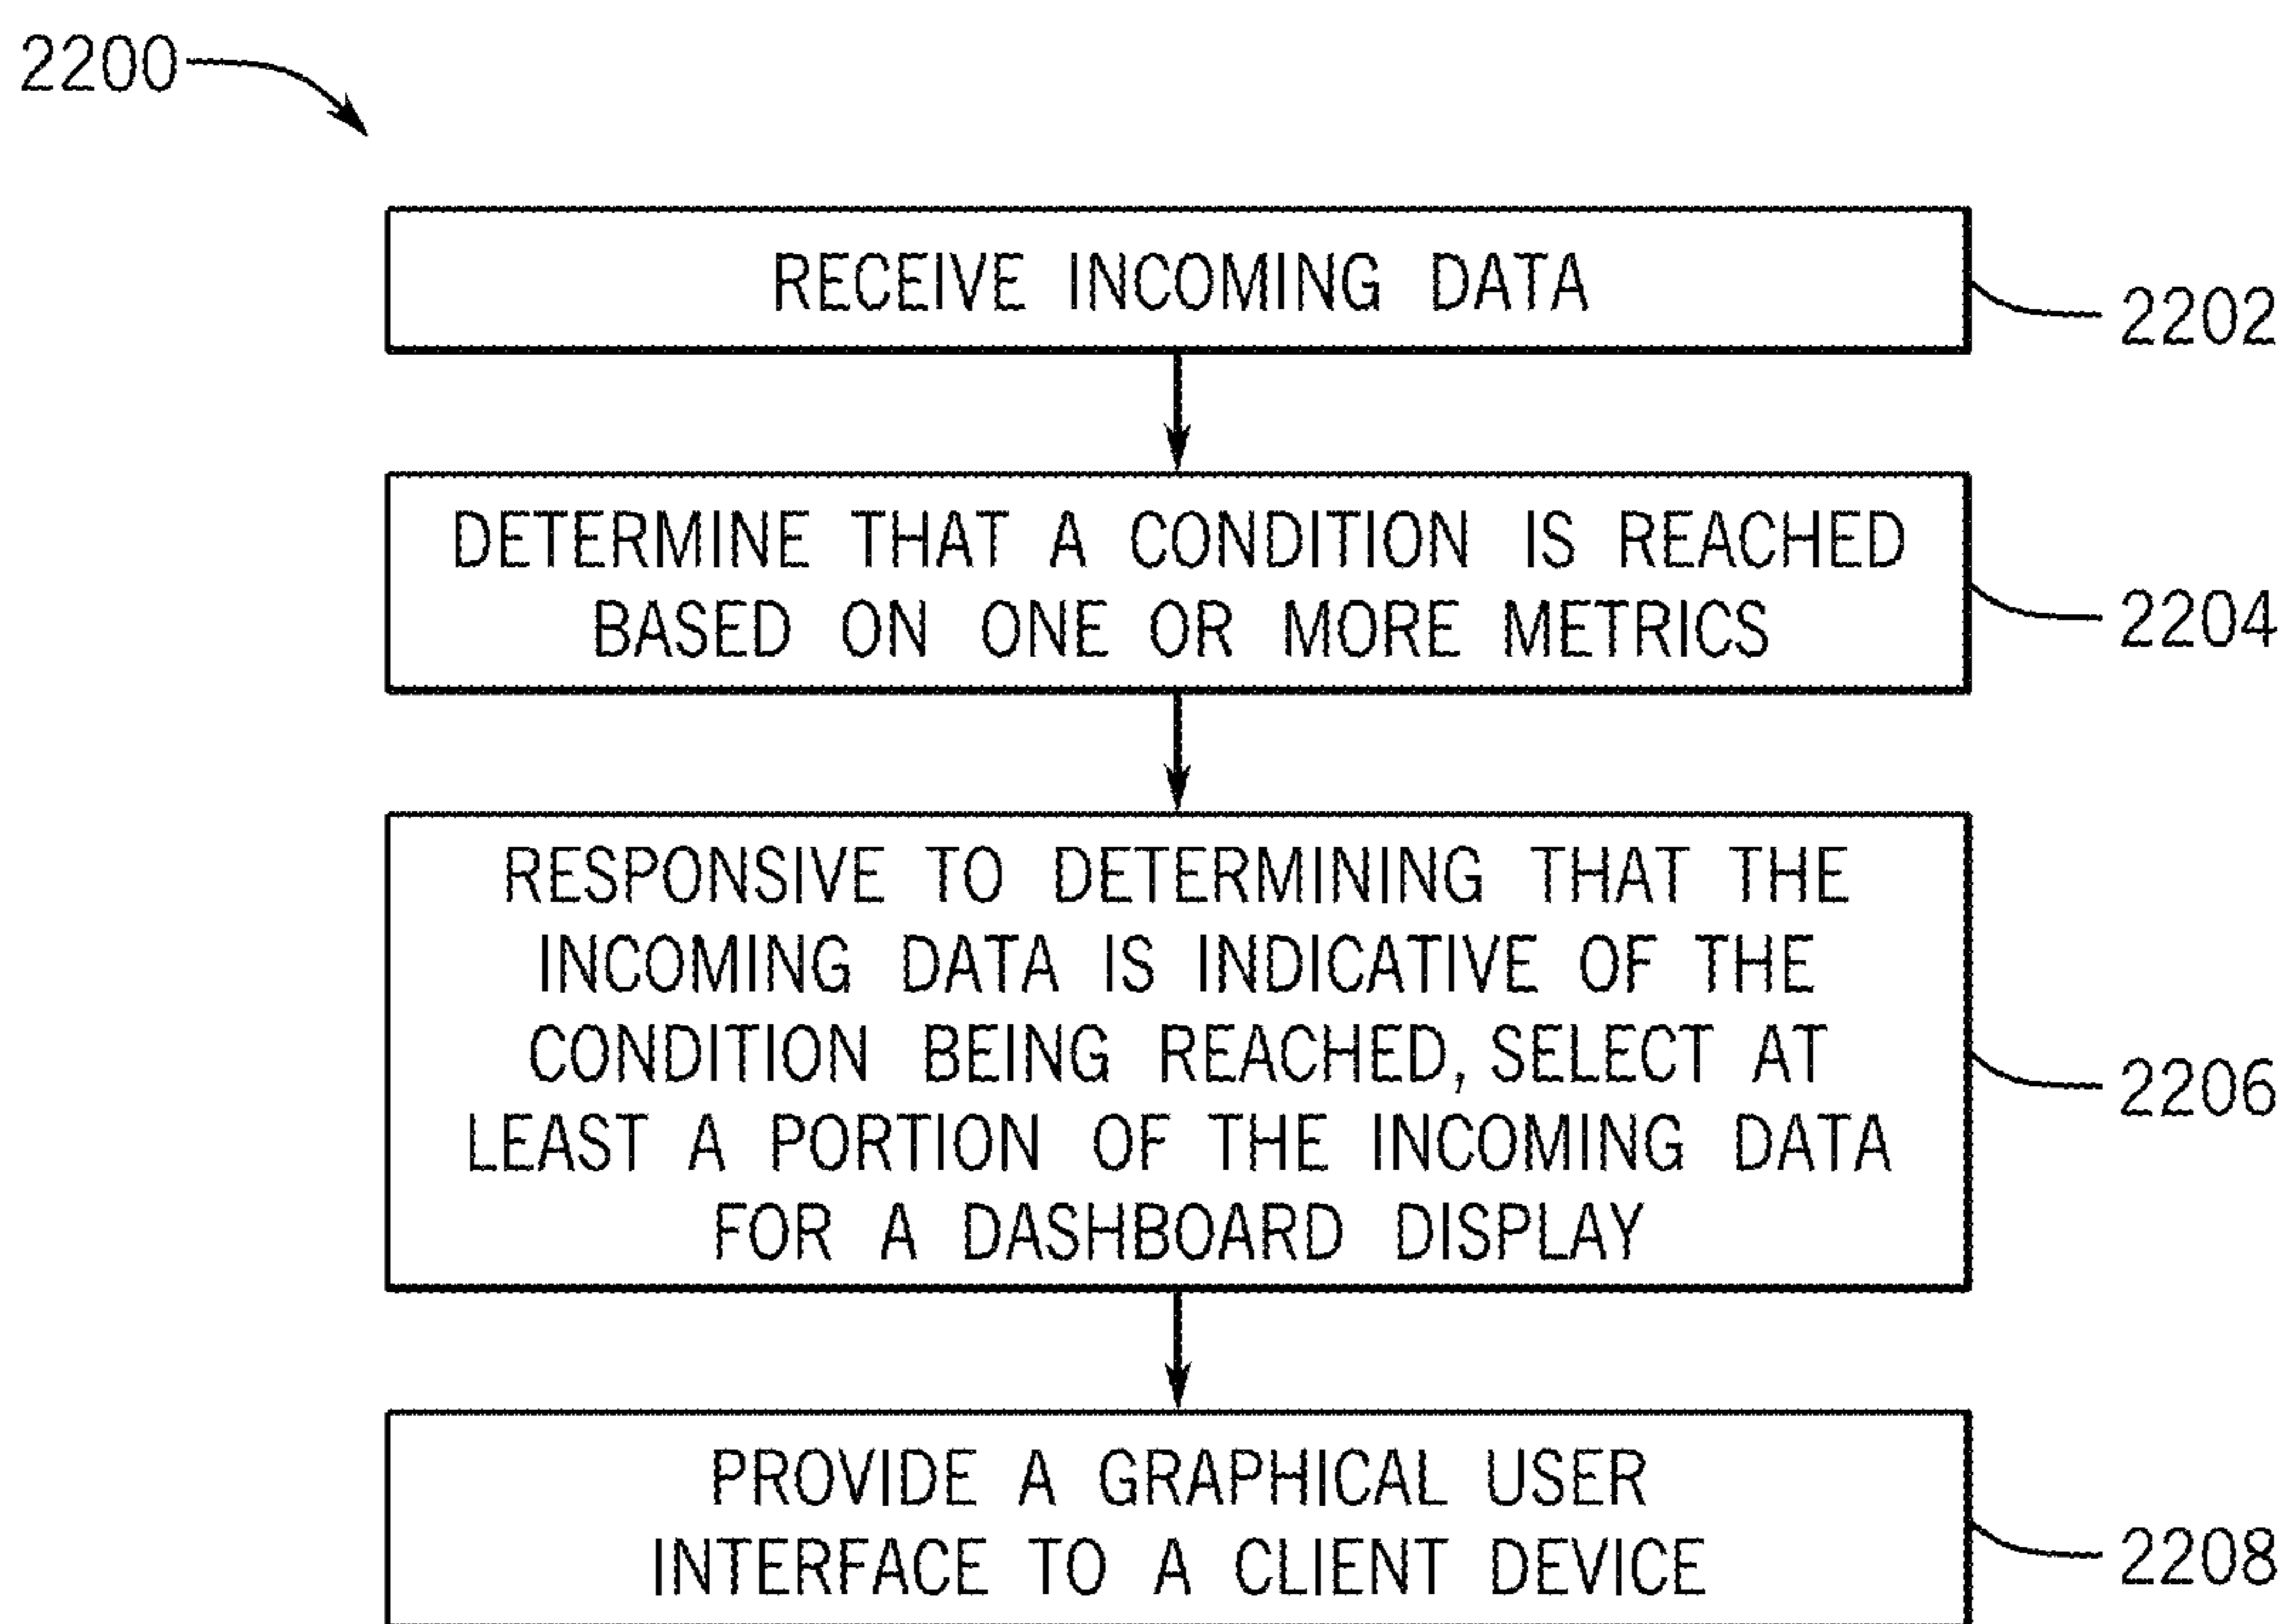 2200
RECEIVE INCOMING DATA
2202
DETERMINE THAT A CONDITION IS REACHED
BASED ON ONE OR MORE METRICS
2204
RESPONSIVE TO DETERMINING THAT THE
INCOMING DATA IS INDICATIVE OF THE
CONDITION BEING REACHED, SELECT AT
LEAST A PORTION OF THE INCOMING DATA
FOR A DASHBOARD DISPLAY
2206
PROVIDE A GRAPHICAL USER
INTERFACE TO A CLIENT DEVICE
2208